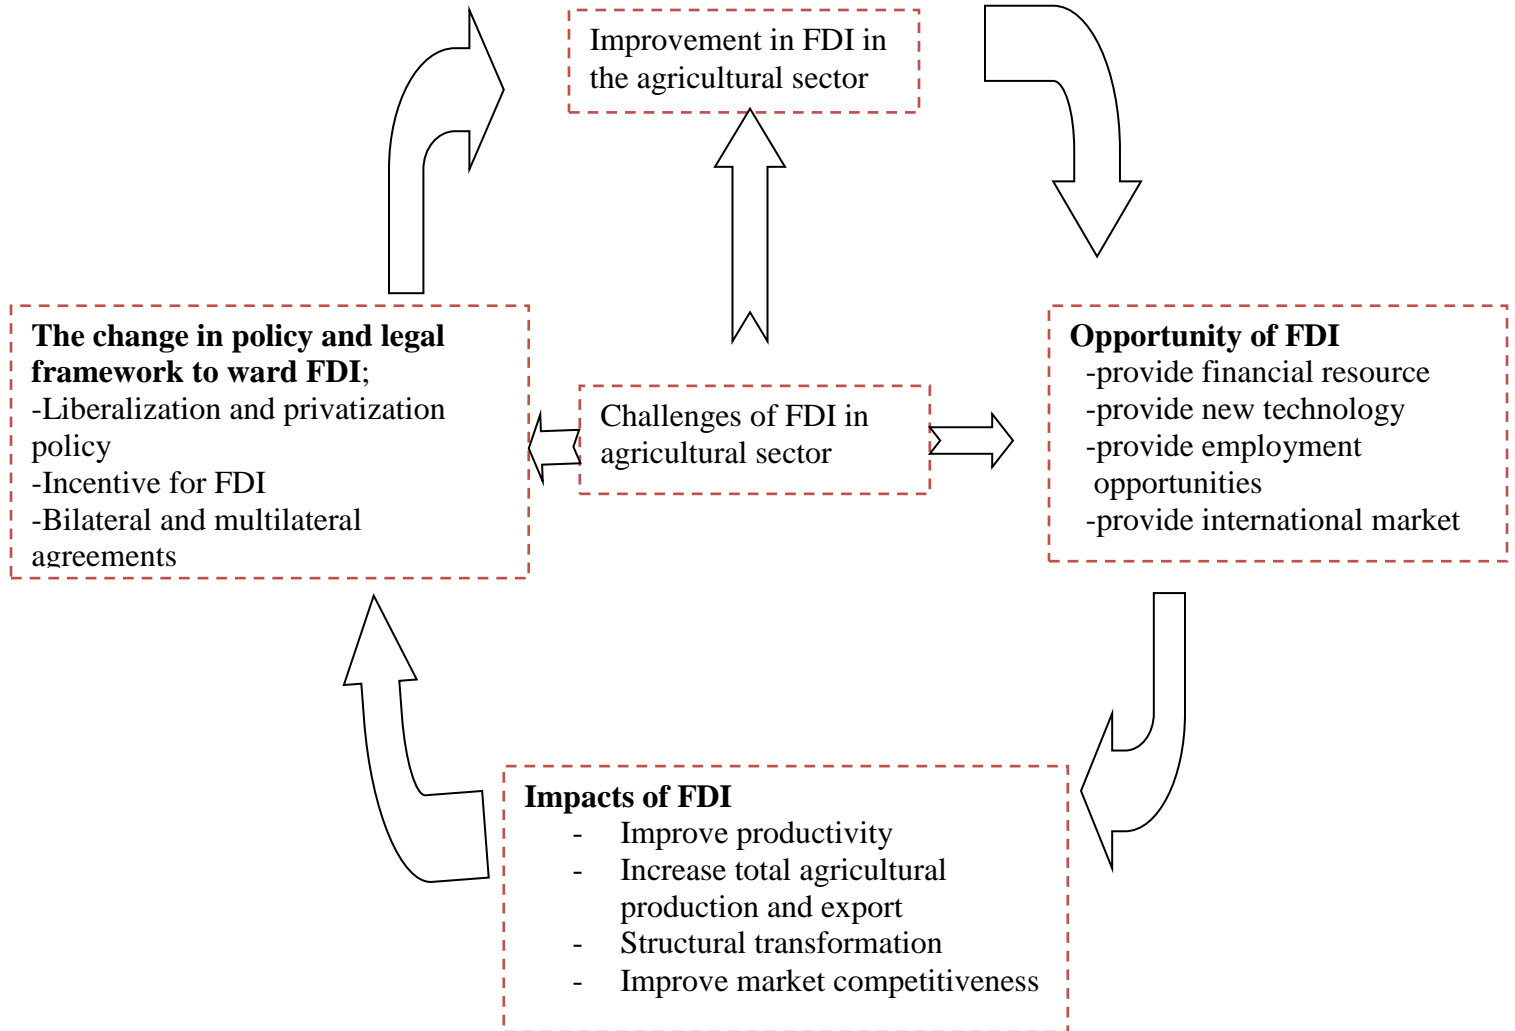 Improvement in FDI in
the agricultural sector
The change in policy and legal
framework to ward FDI;
-Liberalization and privatization
policy
-Incentive for FDI
-Bilateral and multilateral
agreements
Challenges of FDI in
agricultural sector
Opportunity of FDI
-provide financial resource
-provide new technology
-provide employment
opportunities
-provide international market
Impacts of FDI
- Improve productivity
- Increase total agricultural
production and export
- Structural transformation
- Improve market competitiveness